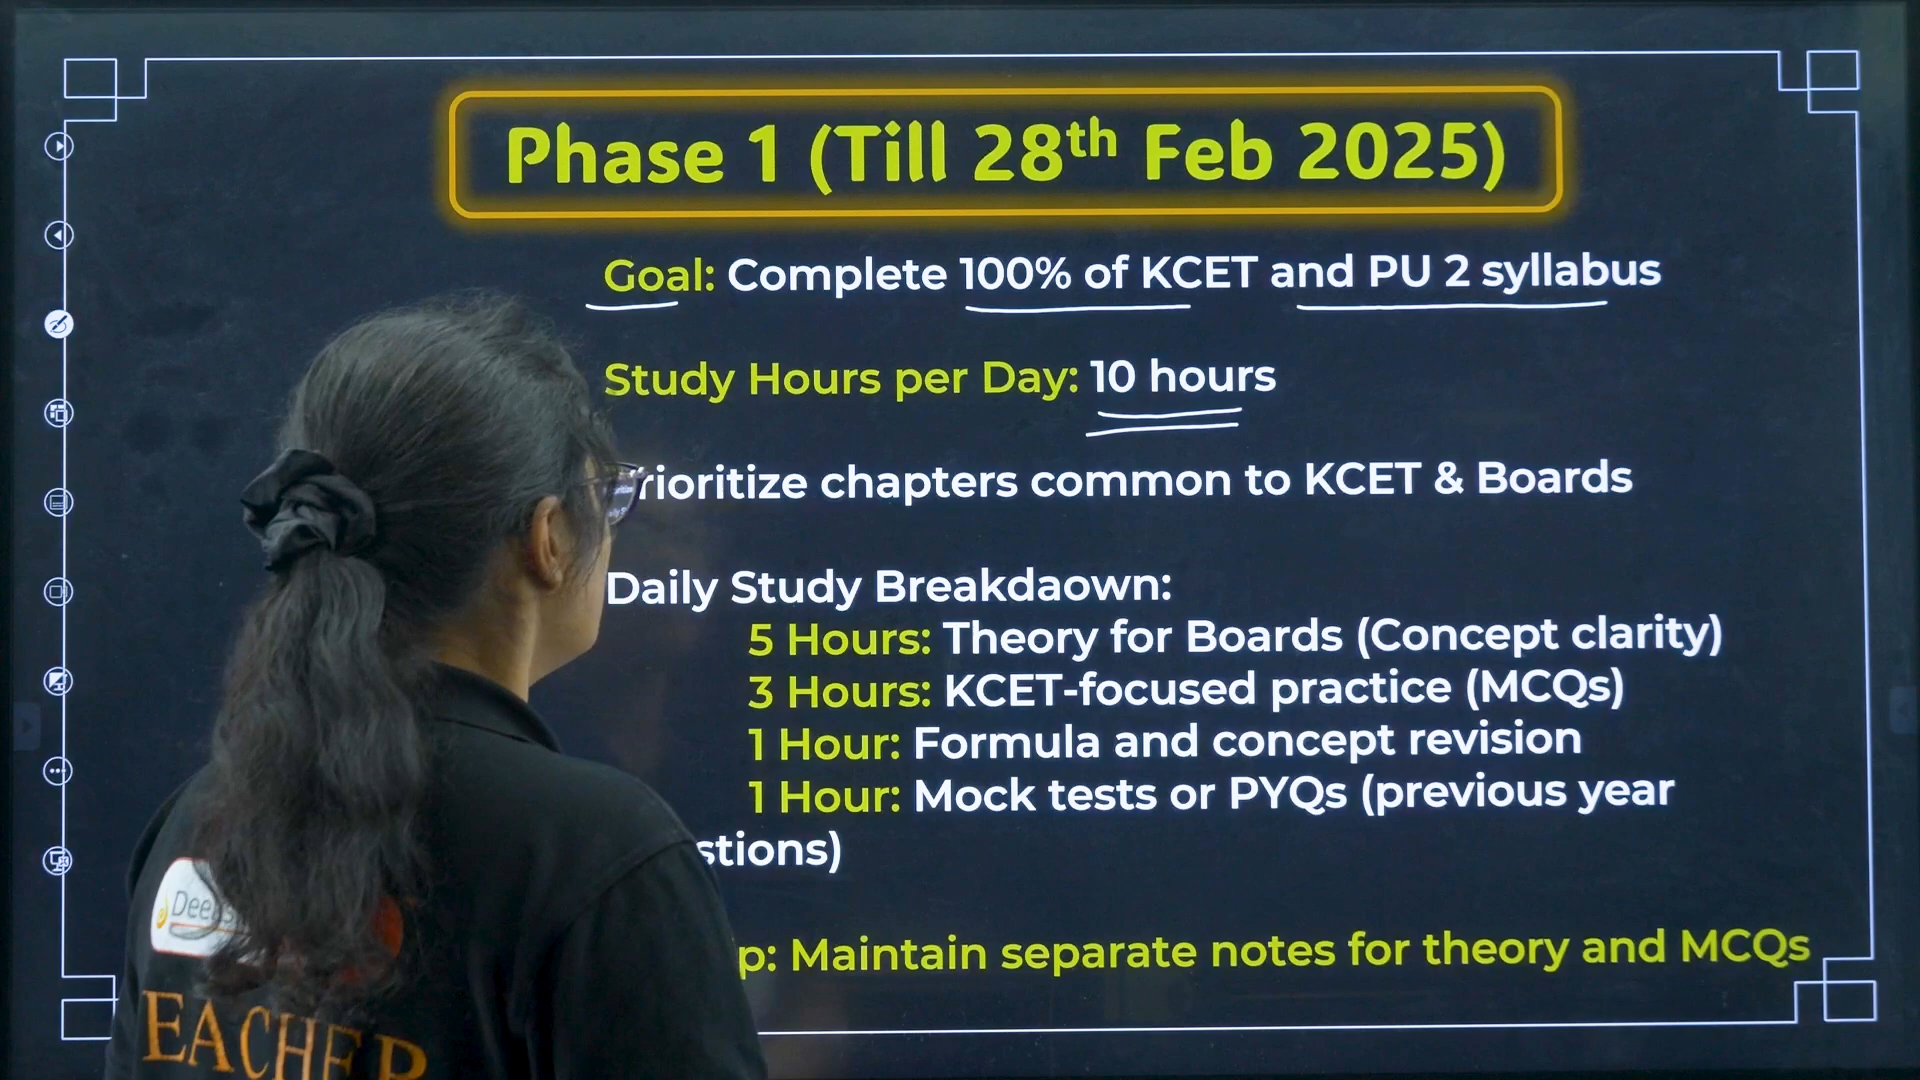 Phase 1 (Till 28th Feb 2025)
Goal: Complete 100% of KCET and PU 2 syllabus
Study Hours per Day: 10 hours
rioritize chapters common to KCET & Boards
Daily Study Breakdaown:
5 Hours: Theory for Boards (Concept clarity)
3 Hours: KCET-focused practice (MCQs)
1 Hour: Formula and concept revision
1 Hour: Mock tests or PYQs (previous year
stions)
p: Maintain separate notes for theory and MCQs
EACHER